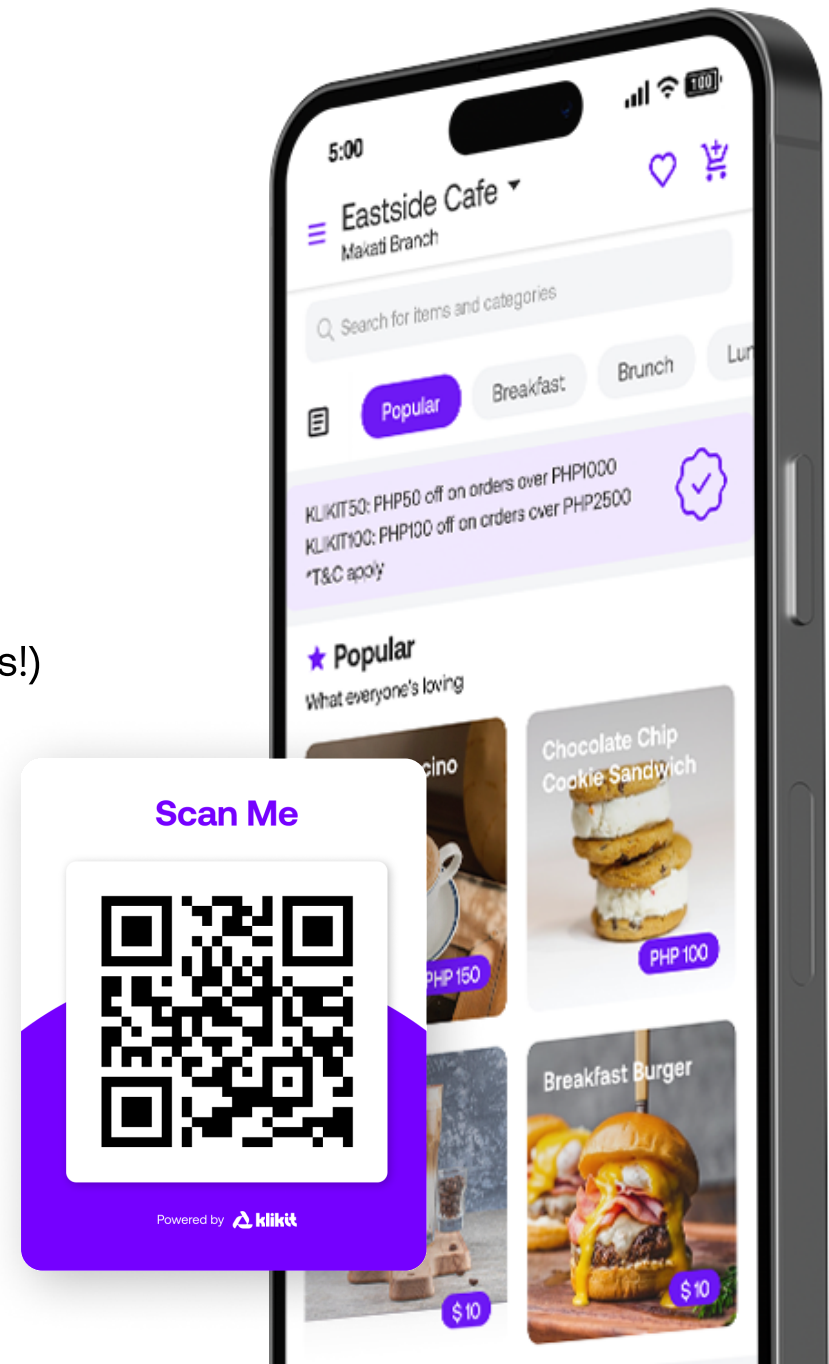 5:00
100
Eastside Cafe
Makati Branch
Search for items and categories
Popular
Breakfast
Brunch
Lun
KLIKIT50: PHP50 off on orders over PHP1000
KLIKIT100: PHP100 off on orders over PHP2500
*T&C apply
s!)
Popular
What everyone's loving
cino
Chocolate Chip
Cookie Sandwich
PHP 150
PHP 100
Breakfast Burger
$ 10
$ 10
Scan Me
Powered by klikit